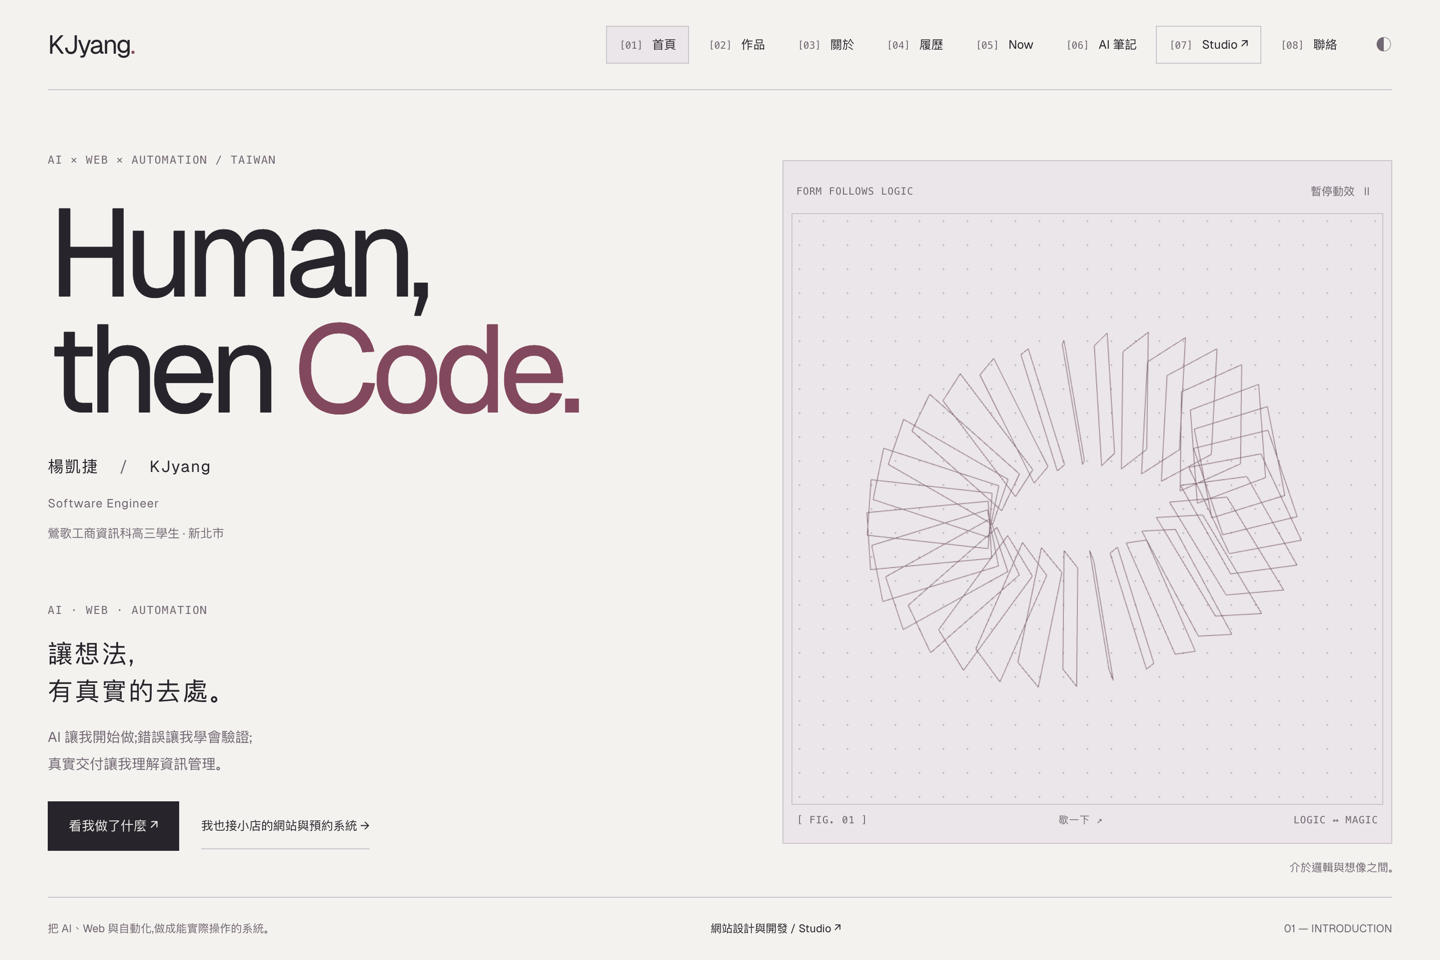 KJyang.
[01] 首頁
[02] 作品
[03] 關於
[04] 履歷
[05] Now
[06] AI 筆記
[07] Studio ↗
[08] 聯絡
AI × WEB × AUTOMATION / TAIWAN
Human,
then Code.
楊凱捷 / KJyang
Software Engineer
鶯歌工商資訊科高三學生 · 新北市
AI · WEB · AUTOMATION
讓想法,
有真實的去處。
AI 讓我開始做;錯誤讓我學會驗證;
真實交付讓我理解資訊管理。
看我做了什麼 ↗
我也接小店的網站與預約系統 →
FORM FOLLOWS LOGIC
暫停動效 II
[ FIG. 01 ]
歇一下 ↗
LOGIC ↔ MAGIC
介於邏輯與想像之間。
把 AI、Web 與自動化,做成能實際操作的系統。
網站設計與開發 / Studio ↗
01 — INTRODUCTION